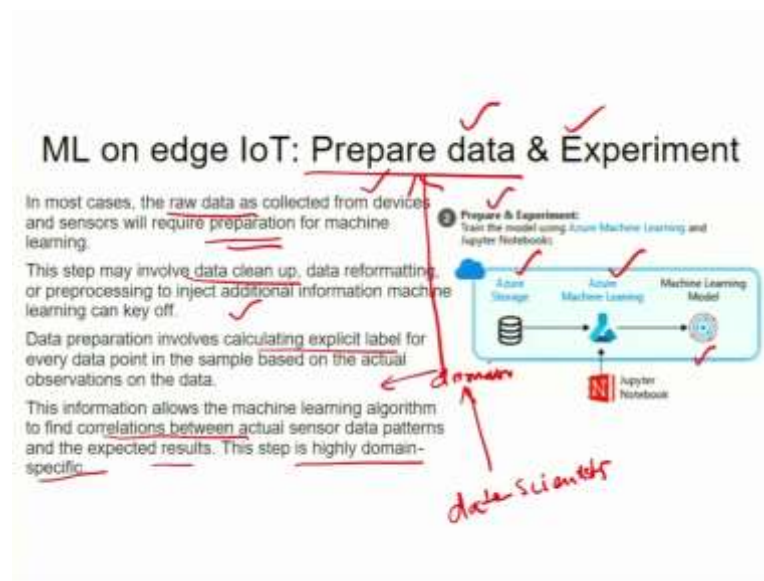 ML on edge IoT: Prepare data & Experiment
In most cases, the raw data as collected from devices
and sensors will require preparation for machine
learning.
This step may involve data clean up, data reformatting,
or preprocessing to inject additional information machine
learning can key off.
Data preparation involves calculating explicit label for
every data point in the sample based on the actual
observations on the data.
This information allows the machine learning algorithm
to find correlations between actual sensor data patterns
and the expected results. This step is highly domain-
specific.
2 Prepare & Experiment:
Train the model using Azure Machine Learning and
Jupyter Notebooks
Azure
Storage
Azure
Machine Learning
Machine Learning
Model
Jupyter
Notebook
domain
data scientists